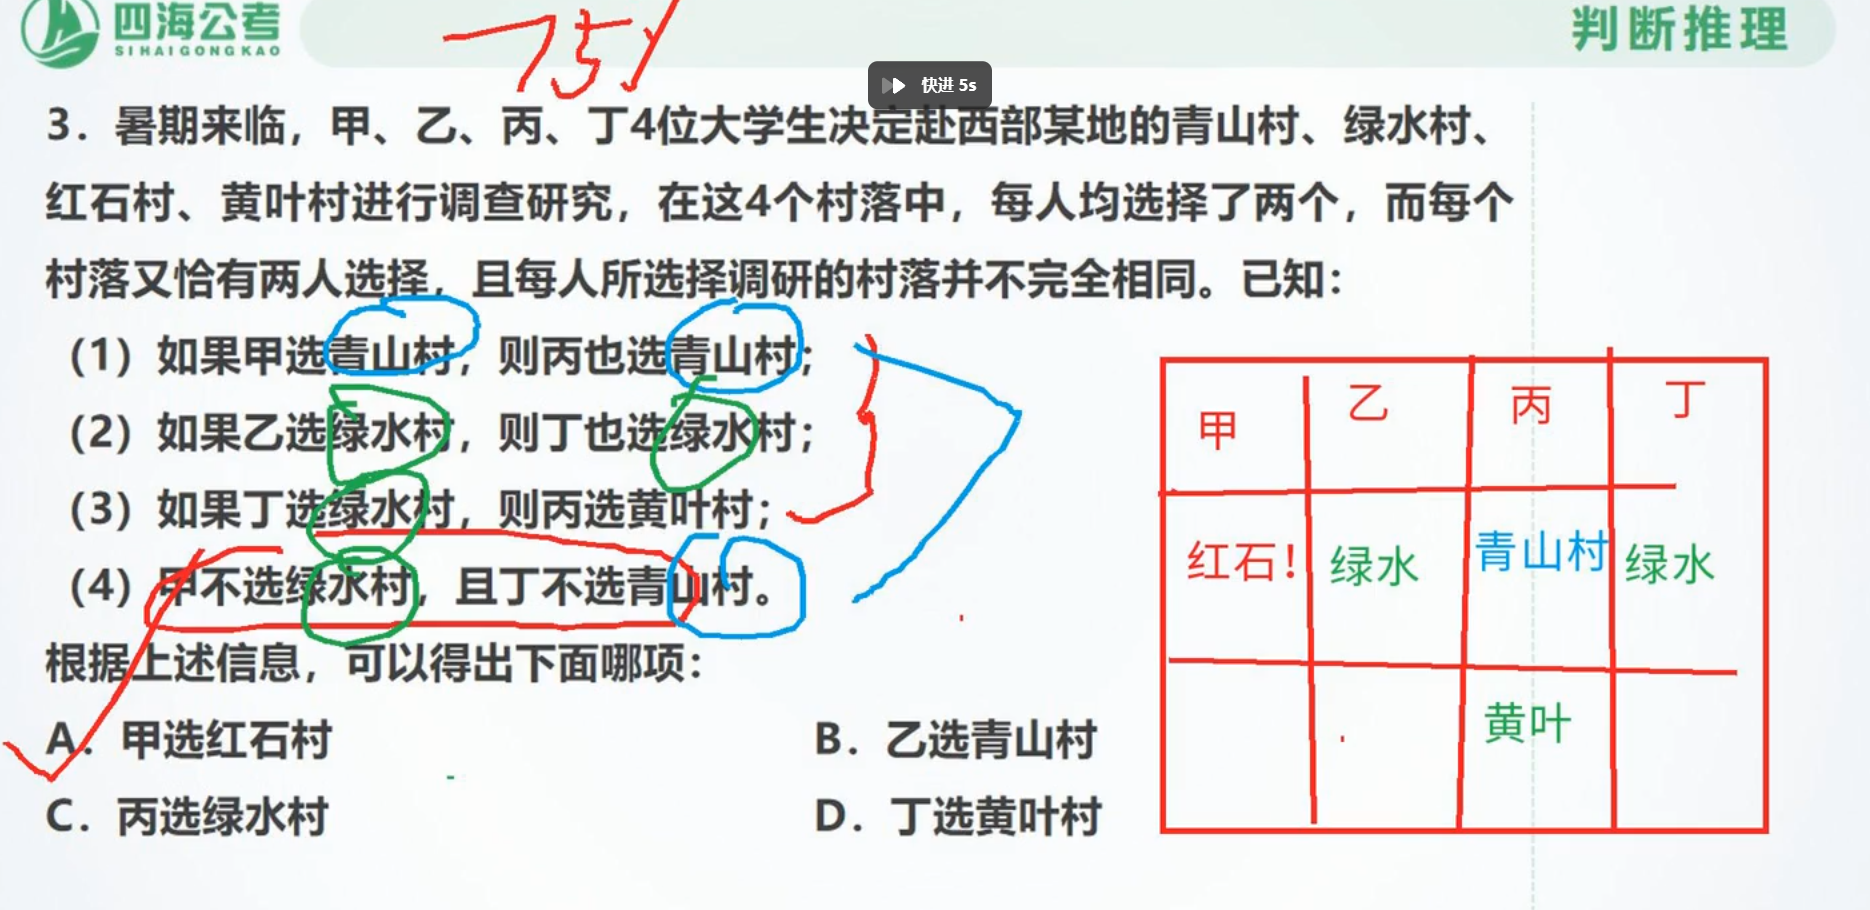 四海公考
SIHAIGONGKAO
75%
判断推理
快进 5s
3. 暑期来临，甲、乙、丙、丁4位大学生决定赴西部某地的青山村、绿水村、
红石村、黄叶村进行调查研究，在这4个村落中，每人均选择了两个，而每个
村落又恰有两人选择，且每人所选择调研的村落并不完全相同。已知：
（1）如果甲选青山村，则丙也选青山村；
（2）如果乙选绿水村，则丁也选绿水村；
（3）如果丁选绿水村，则丙选黄叶村；
（4）甲不选绿水村，且丁不选青山村。
根据上述信息，可以得出下面哪项：
A. 甲选红石村
B. 乙选青山村
C. 丙选绿水村
D. 丁选黄叶村
甲 乙 丙 丁
红石！ 绿水 青山村 绿水
黄叶